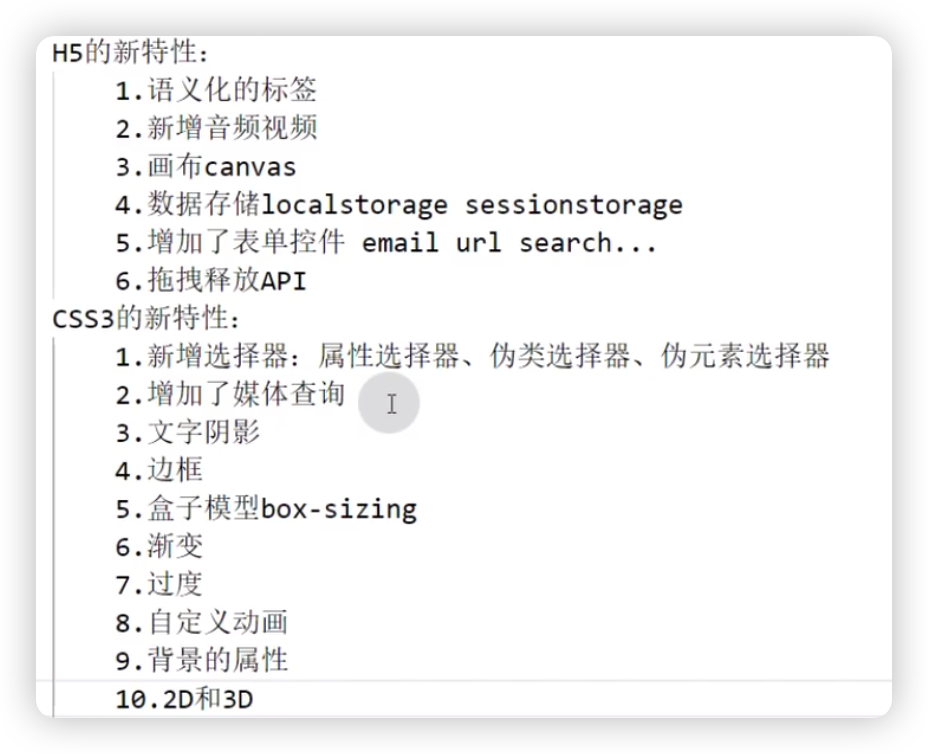 H5的新特性:
1.语义化的标签
2.新增音频视频
3.画布canvas
4.数据存储localstorage sessionstorage
5.增加了表单控件 email url search...
6.拖拽释放API
CSS3的新特性:
1.新增选择器: 属性选择器、伪类选择器、伪元素选择器
2.增加了媒体查询
3.文字阴影
4.边框
5.盒子模型box-sizing
6.渐变
7.过度
8.自定义动画
9.背景的属性
10.2D和3D